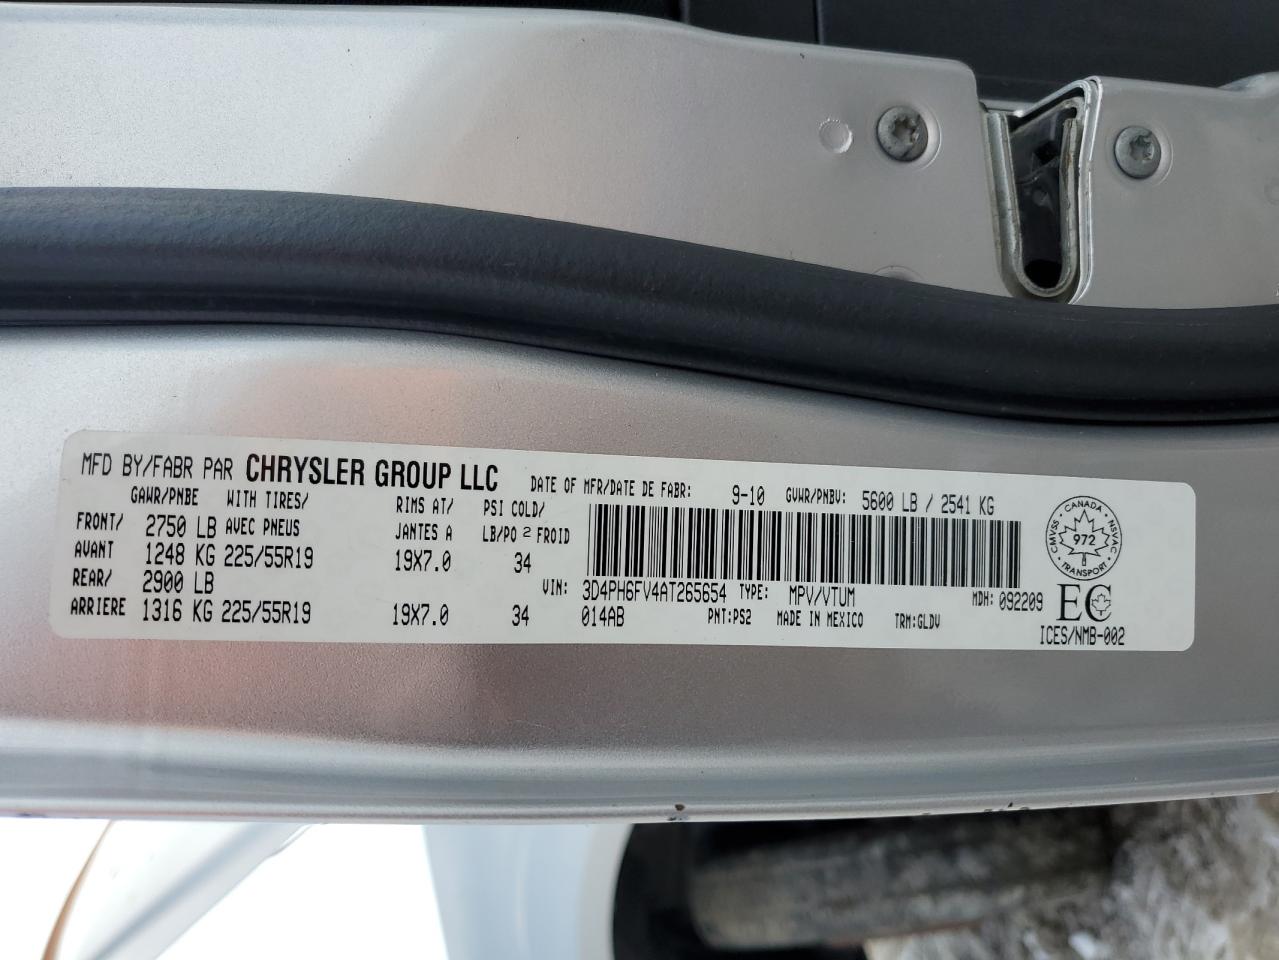 MFD BY/FABR PAR CHRYSLER GROUP LLC DATE OF MFR/DATE DE FABR: 9-10 GVWR/PNBV: 5600 LB / 2541 KG
GAWR/PNBE WITH TIRES/ RIMS AT/ PSI COLD/
FRONT/ 2750 LB AVEC PNEUS JANTES A LB/PO 2 FROID
AVANT 1248 KG 225/55R19 19X7.0 34
REAR/ 2900 LB VIN: 3D4PH6FV4AT265654 TYPE: MPV/VTUM MDH: 092209
ARRIERE 1316 KG 225/55R19 19X7.0 34 014AB PNT:PS2 MADE IN MEXICO TRM:GLDV
CANADA
CMVSS NSVAC
972
TRANSPORT
EC
ICES/NMB-002